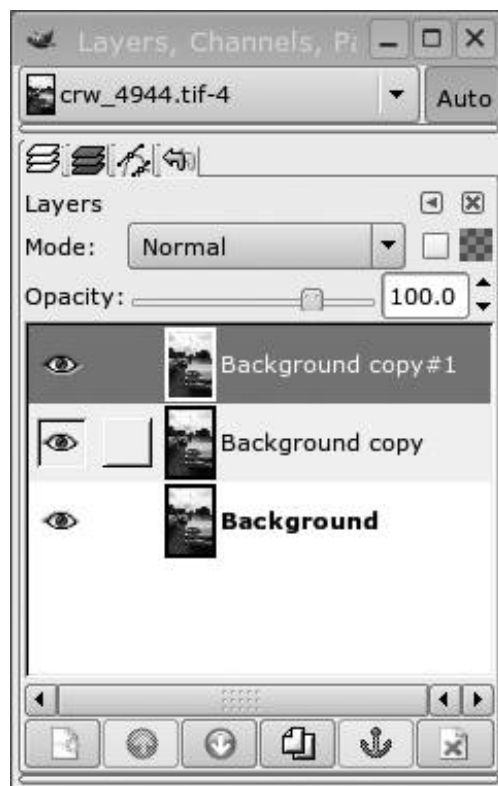 Layers, Channels, Pa
crw_4944.tif-4
Auto
Layers
Mode: Normal
Opacity: 100.0
Background copy#1
Background copy
Background